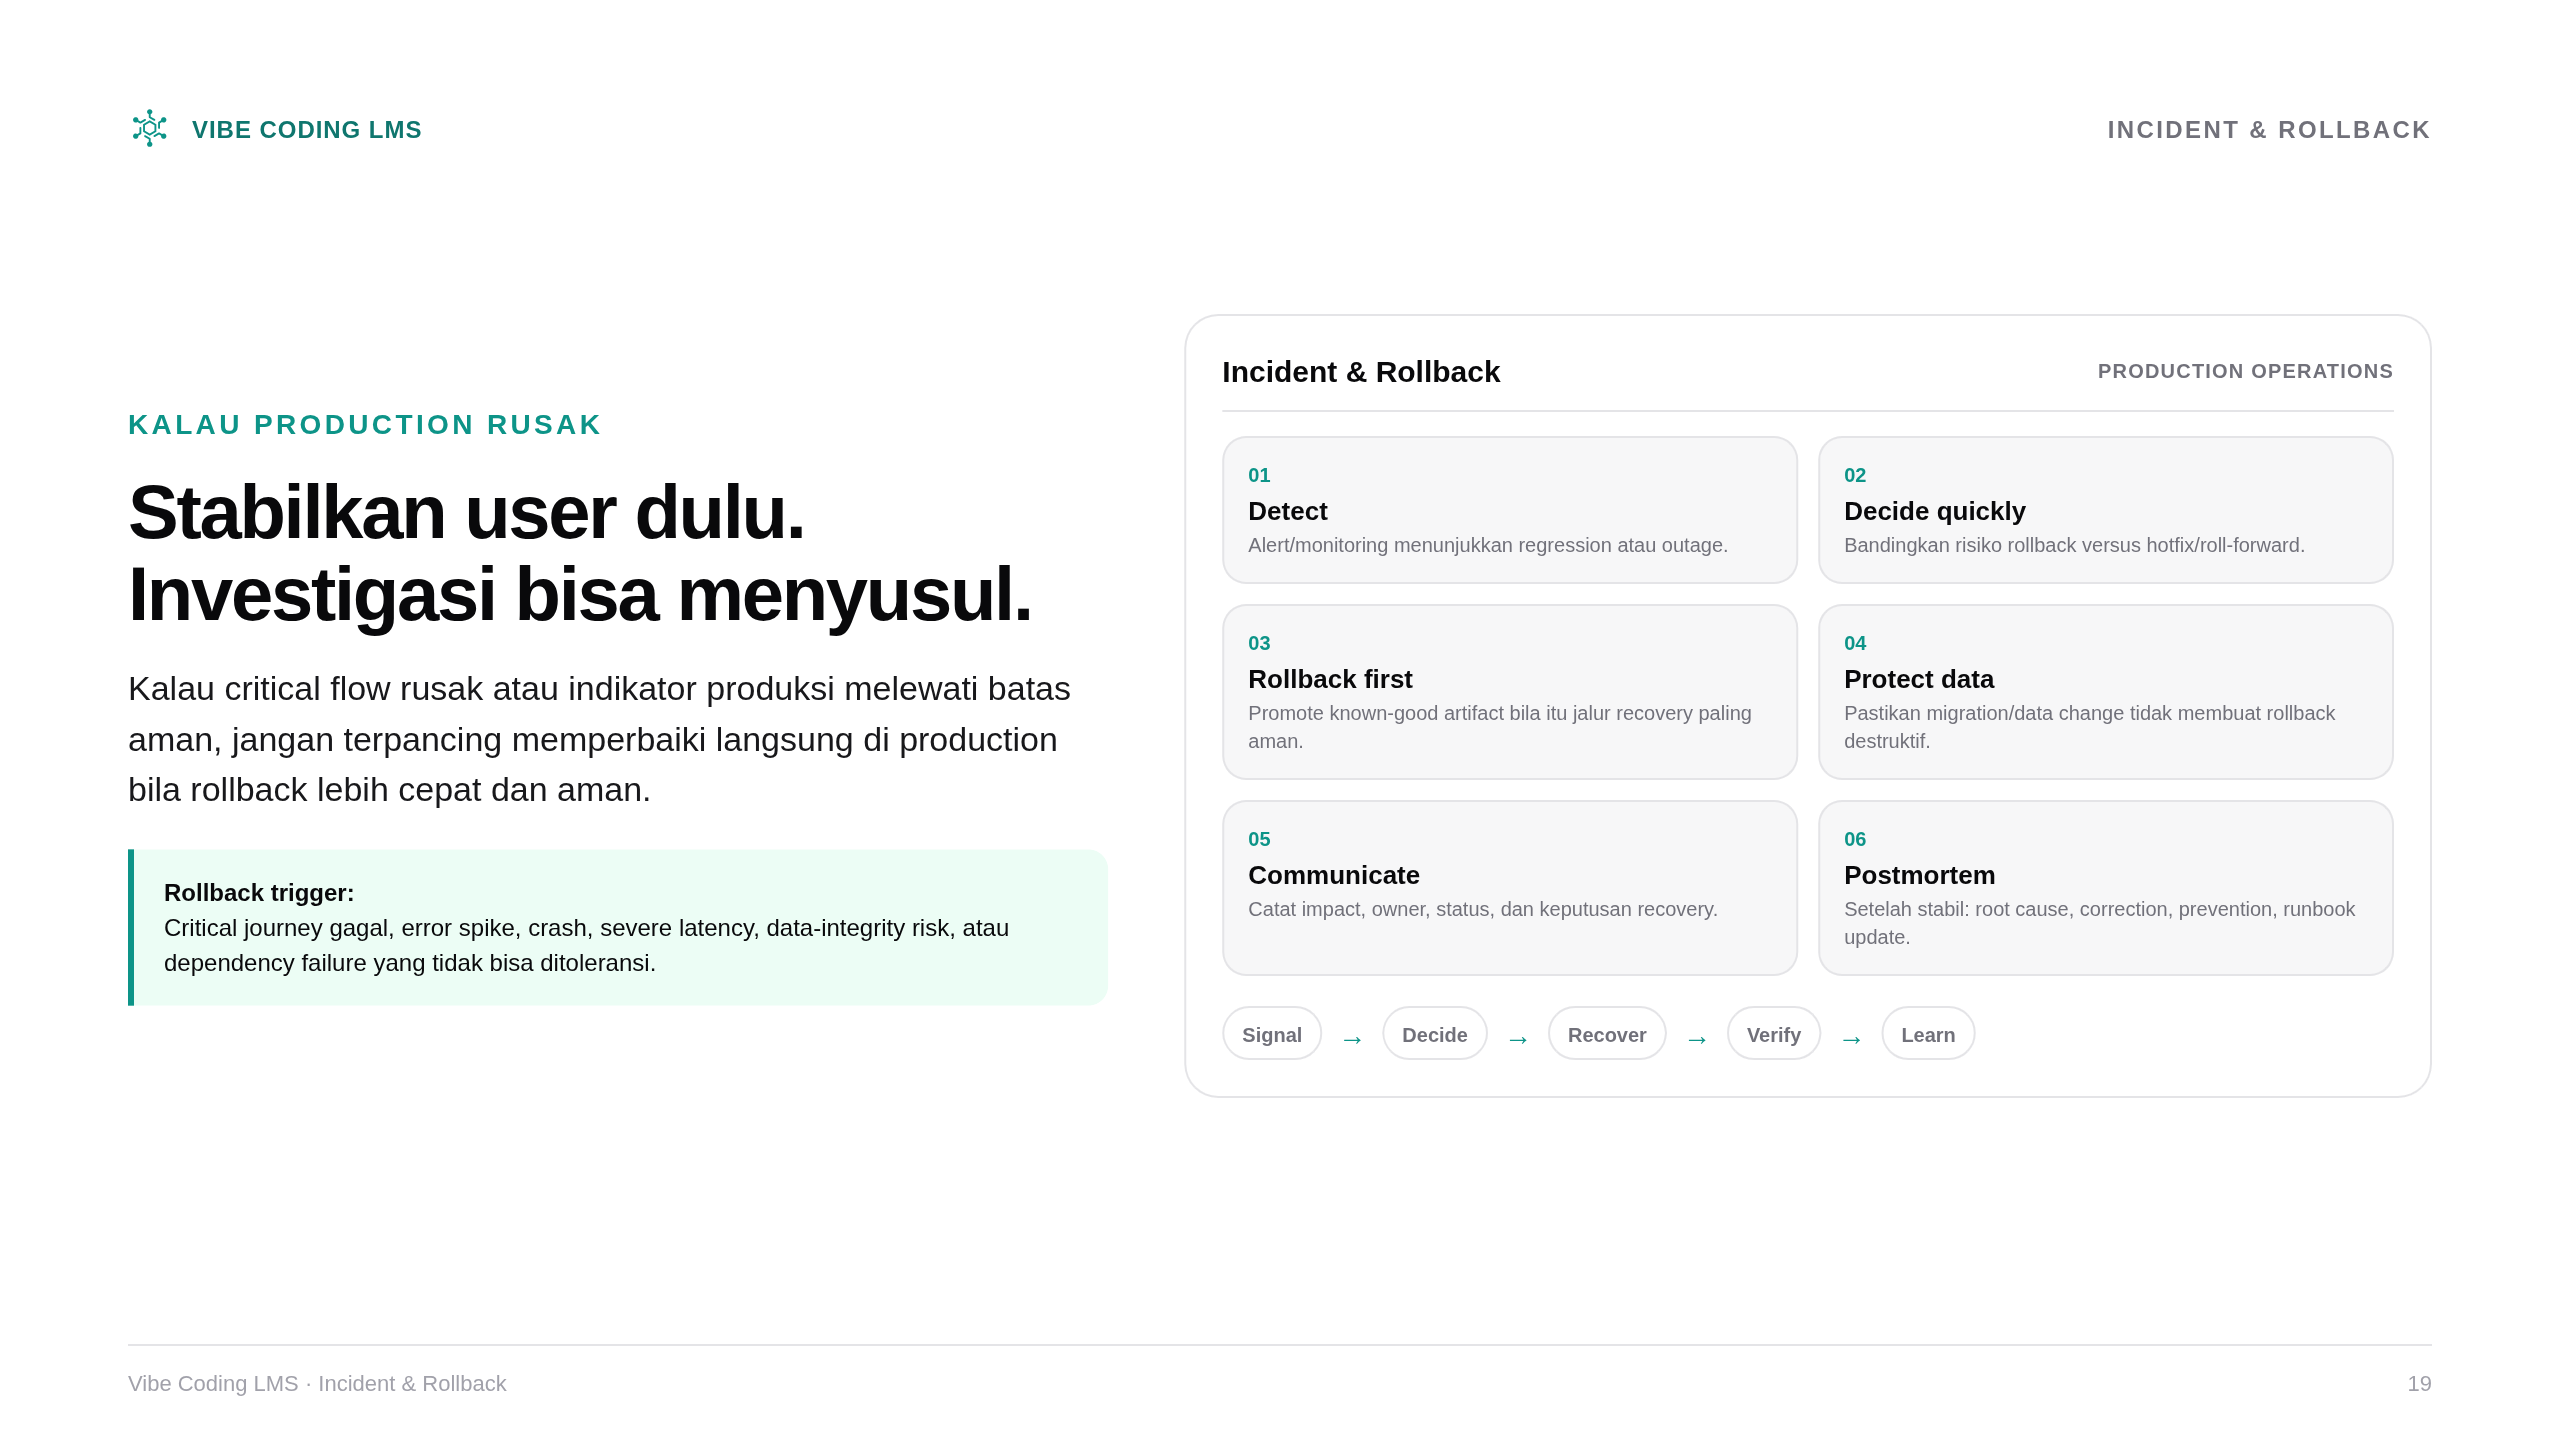 VIBE CODING LMS
INCIDENT & ROLLBACK
KALAU PRODUCTION RUSAK
Stabilkan user dulu.
Investigasi bisa menyusul.
Kalau critical flow rusak atau indikator produksi melewati batas
aman, jangan terpancing memperbaiki langsung di production
bila rollback lebih cepat dan aman.
Rollback trigger:
Critical journey gagal, error spike, crash, severe latency, data-integrity risk, atau
dependency failure yang tidak bisa ditoleransi.
Incident & Rollback
PRODUCTION OPERATIONS
01
Detect
Alert/monitoring menunjukkan regression atau outage.
02
Decide quickly
Bandingkan risiko rollback versus hotfix/roll-forward.
03
Rollback first
Promote known-good artifact bila itu jalur recovery paling
aman.
04
Protect data
Pastikan migration/data change tidak membuat rollback
destruktif.
05
Communicate
Catat impact, owner, status, dan keputusan recovery.
06
Postmortem
Setelah stabil: root cause, correction, prevention, runbook
update.
Signal → Decide → Recover → Verify → Learn
Vibe Coding LMS · Incident & Rollback
19